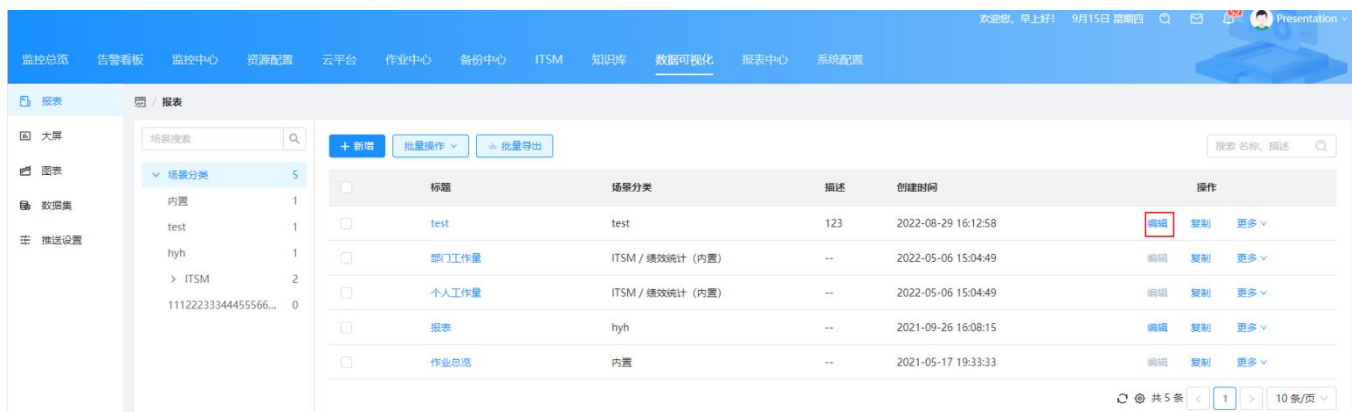 欢迎您，早上好! 9月15日 星期四 Presentation
监控总览 告警看板 监控中心 资源配置 云平台 作业中心 备份中心 ITSM 知识库 数据可视化 报表中心 系统配置
报表
大屏
图表
数据集
推送设置
/ 报表
场景搜索
场景分类 5
内置 1
test 1
hyh 1
ITSM 2
11122233344455566... 0
+ 新增 批量操作 批量导出 搜索 名称、描述
标题 场景分类 描述 创建时间 操作
test test 123 2022-08-29 16:12:58 编辑 复制 更多
部门工作量 ITSM / 绩效统计（内置） -- 2022-05-06 15:04:49 编辑 复制 更多
个人工作量 ITSM / 绩效统计（内置） -- 2022-05-06 15:04:49 编辑 复制 更多
报表 hyh -- 2021-09-26 16:08:15 编辑 复制 更多
作业总览 内置 -- 2021-05-17 19:33:33 编辑 复制 更多
共 5 条 < 1 > 10 条/页